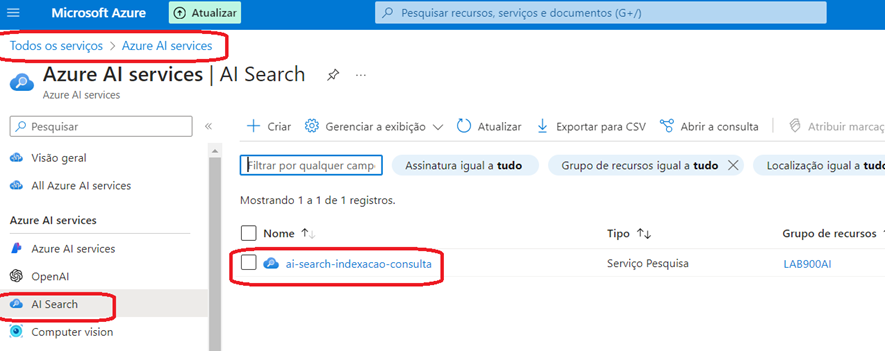 Microsoft Azure Atualizar Pesquisar recursos, serviços e documentos (G+/)
Todos os serviços > Azure AI services
Azure AI services | AI Search ...
Azure AI services
Pesquisar « + Criar Gerenciar a exibição Atualizar Exportar para CSV Abrir a consulta Atribuir marcaç
Visão geral
All Azure AI services
Filtrar por qualquer camp Assinatura igual a tudo Grupo de recursos igual a tudo Localização igual a tudo
Mostrando 1 a 1 de 1 registros.
Azure AI services
Nome ↑ Tipo ↑↓ Grupo de recursos ↑
Azure AI services
ai-search-indexacao-consulta Serviço Pesquisa LAB900AI
OpenAI
AI Search
Computer vision